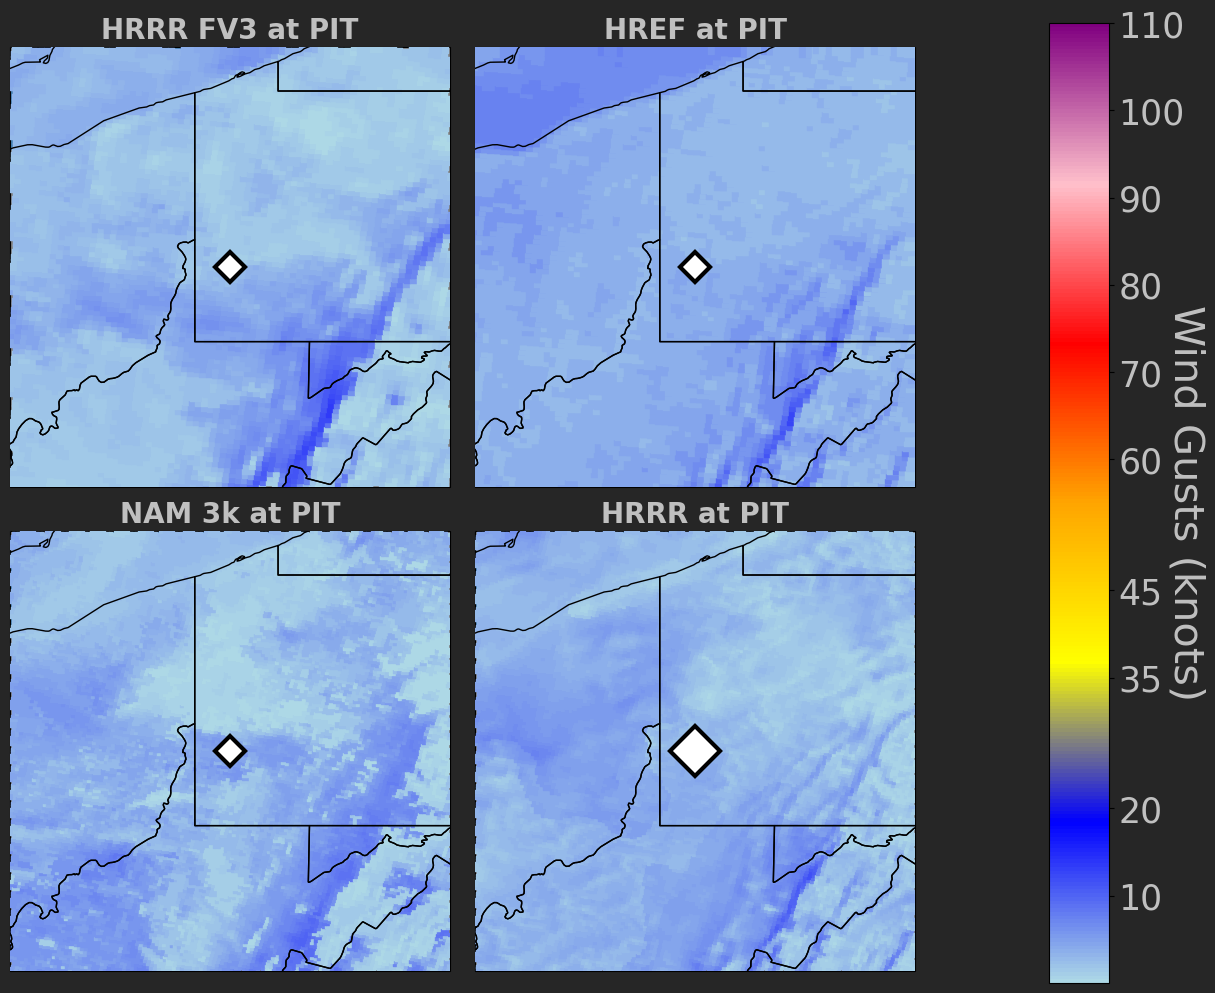 HRRR FV3 at PIT
HREF at PIT
NAM 3k at PIT
HRRR at PIT
110
100
90
80
70
60
45
35
20
10
Wind Gusts (knots)